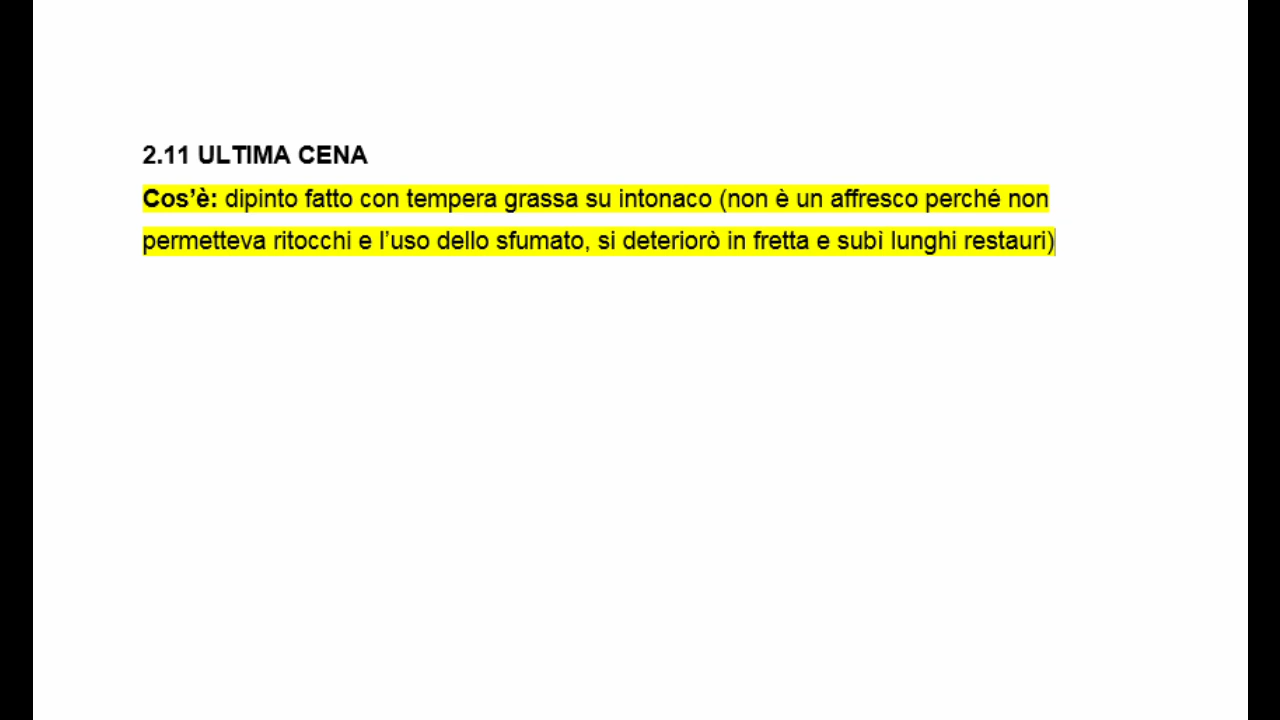 2.11 ULTIMA CENA
Cos’è: dipinto fatto con tempera grassa su intonaco (non è un affresco perché non
permetteva ritocchi e l’uso dello sfumato, si deteriorò in fretta e subì lunghi restauri)